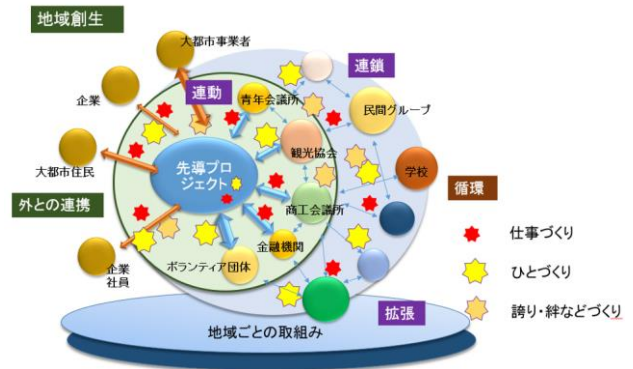 地域創生
大都市事業者
連鎖
企業
連動
青年会議所
民間グループ
観光協会
大都市住民
先導プロ
ジェクト
学校
外との連携
商工会議所
循環
仕事づくり
金融機関
企業
社員
ボランティア団体
ひとづくり
拡張
誇り・絆などづくり
地域ごとの取組み